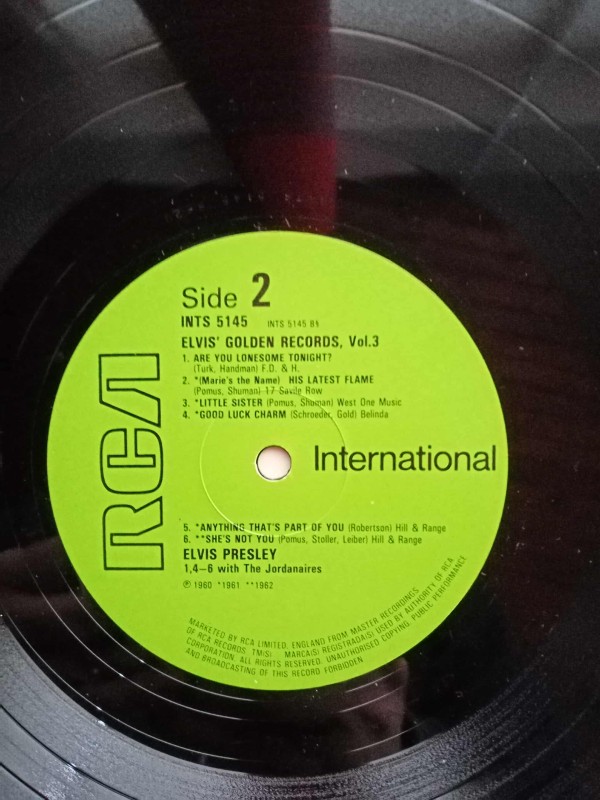 Side 2
INTS 5145 INTS 5145 B
ELVIS' GOLDEN RECORDS, Vol.3
1. ARE YOU LONESOME TONIGHT?
(Turk, Handman) F.D. & H.
2. *(Marie's the Name) HIS LATEST FLAME
(Pomus, Shuman) 17 Savile Row
3. *LITTLE SISTER (Pomus, Shuman) West One Music
4. *GOOD LUCK CHARM (Schroeder, Gold) Belinda
RCA
International
5. *ANYTHING THAT'S PART OF YOU (Robertson) Hill & Range
6. **SHE'S NOT YOU (Pomus, Stoller, Leiber) Hill & Range
ELVIS PRESLEY
1,4–6 with The Jordanaires
℗ 1960 *1961 **1962
MARKETED BY RCA LIMITED, ENGLAND FROM MASTER RECORDINGS
OF RCA RECORDS. TM(S) MARCA(S) REGISTRADA(S) USED BY AUTHORITY OF RCA
CORPORATION. ALL RIGHTS RESERVED. UNAUTHORISED COPYING, PUBLIC PERFORMANCE
AND BROADCASTING OF THIS RECORD FORBIDDEN